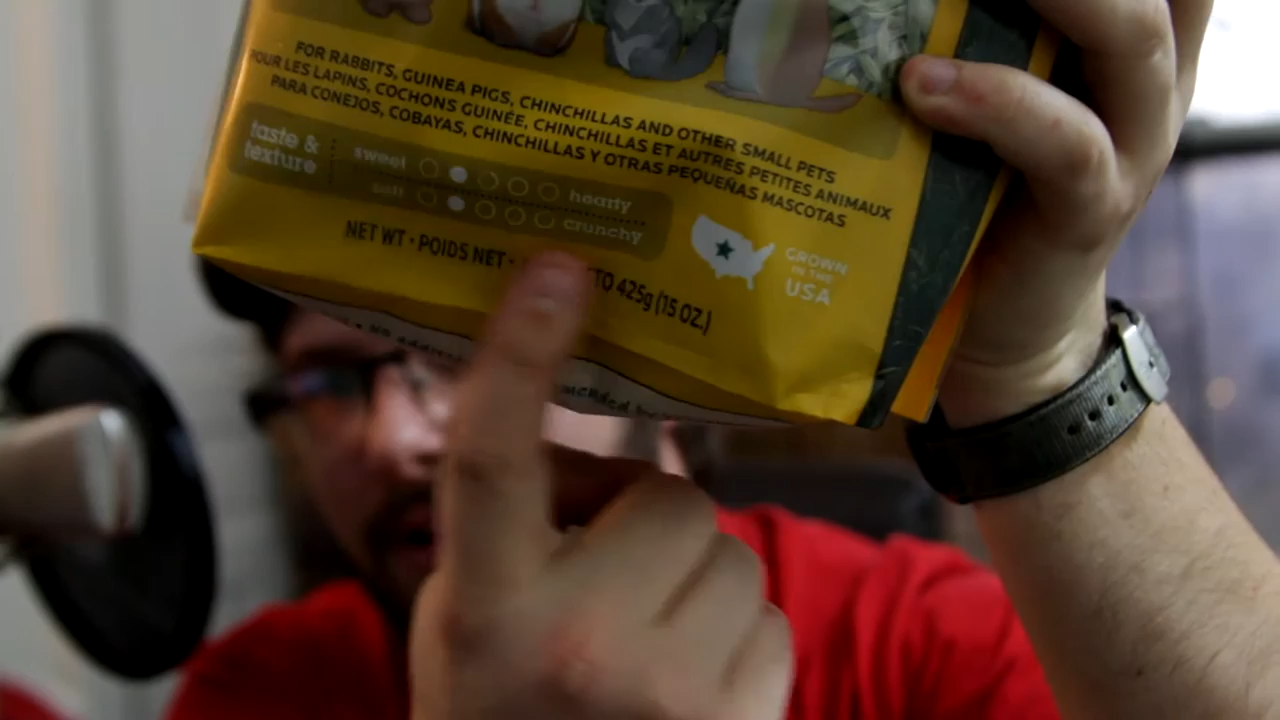 FOR RABBITS, GUINEA PIGS, CHINCHILLAS AND OTHER SMALL PETS
POUR LES LAPINS, COCHONS GUINÉE, CHINCHILLAS ET AUTRES PETITES ANIMAUX
PARA CONEJOS, COBAYAS, CHINCHILLAS Y OTRAS PEQUEÑAS MASCOTAS
taste &
texture
sweet hearty
soft crunchy
NET WT • POIDS NET • TO 425g (15 OZ.)
GROWN
IN THE
USA